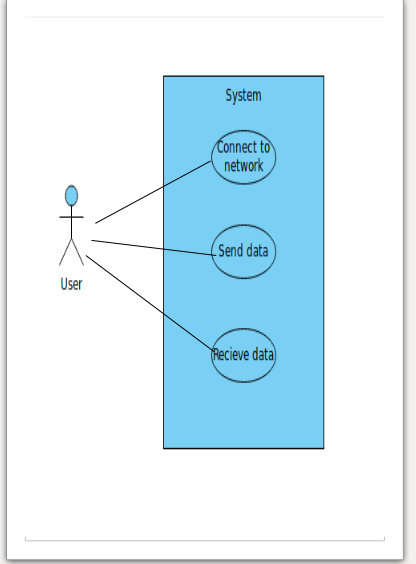 System
Connect to
network
Send data
User
Recieve data